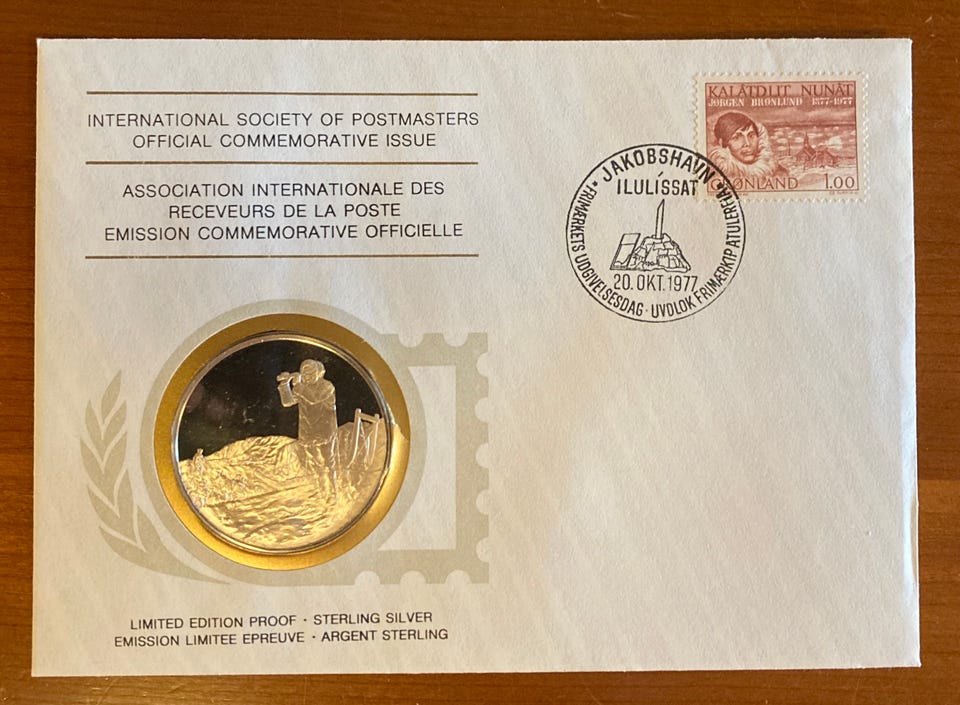 INTERNATIONAL SOCIETY OF POSTMASTERS
OFFICIAL COMMEMORATIVE ISSUE
ASSOCIATION INTERNATIONALE DES
RECEVEURS DE LA POSTE
EMISSION COMMEMORATIVE OFFICIELLE
KALÂTDLIT NUNÂT
JØRGEN BRØNLUND 1877-1977
GRØNLAND 1.00
JAKOBSHAVN
ILULÍSSAT
20. OKT. 1977
FRIMÆRKETS UDGIVELSESDAG · UVDLOK FRIMÆRKIP ATULERFIA
LIMITED EDITION PROOF · STERLING SILVER
EMISSION LIMITEE EPREUVE · ARGENT STERLING